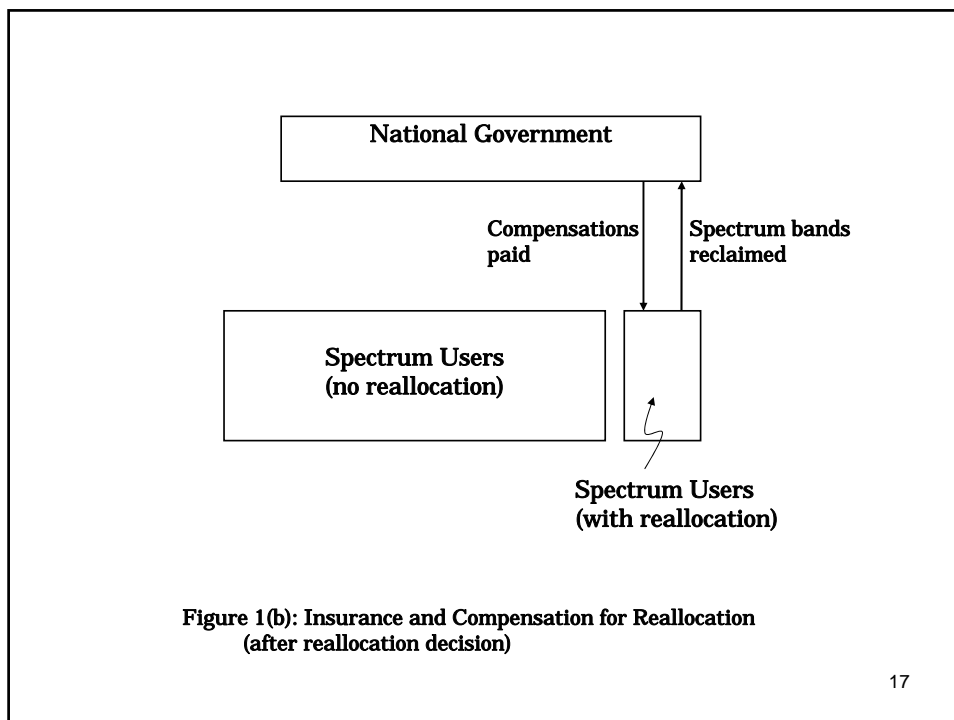 National Government
Compensations
paid
Spectrum bands
reclaimed
Spectrum Users
(no reallocation)
Spectrum Users
(with reallocation)
Figure 1(b): Insurance and Compensation for Reallocation
(after reallocation decision)
17